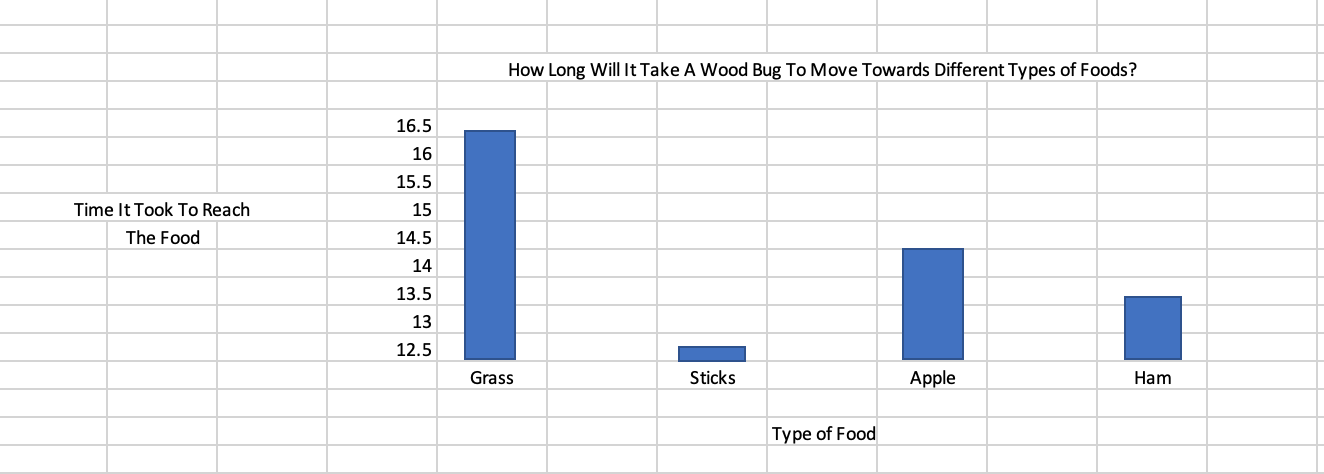 How Long Will It Take A Wood Bug To Move Towards Different Types of Foods?
16.5
16
15.5
15
14.5
14
13.5
13
12.5
Time It Took To Reach
The Food
Grass Sticks Apple Ham
Type of Food